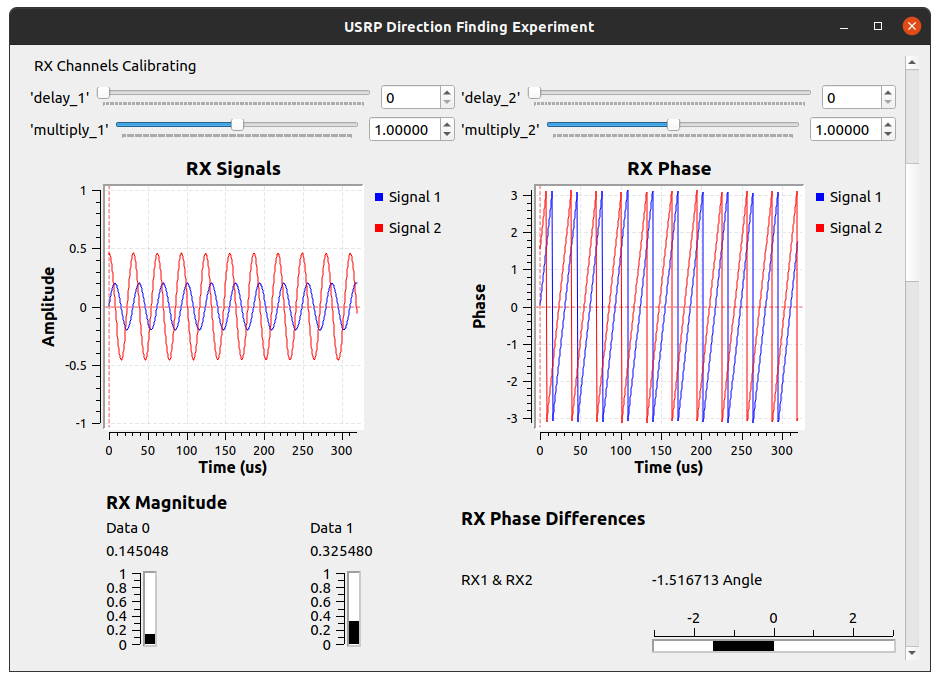 USRP Direction Finding Experiment
RX Channels Calibrating
'delay_1' 0 'delay_2' 0
'multiply_1' 1.00000 'multiply_2' 1.00000
RX Signals
Signal 1
Signal 2
Amplitude
1
0.5
0
-0.5
-1
0 50 100 150 200 250 300
Time (us)
RX Phase
Signal 1
Signal 2
Phase
3
2
1
0
-1
-2
-3
0 50 100 150 200 250 300
Time (us)
RX Magnitude
Data 0
0.145048
1
0.8
0.6
0.4
0.2
0
Data 1
0.325480
1
0.8
0.6
0.4
0.2
0
RX Phase Differences
RX1 & RX2 -1.516713 Angle
-2 0 2